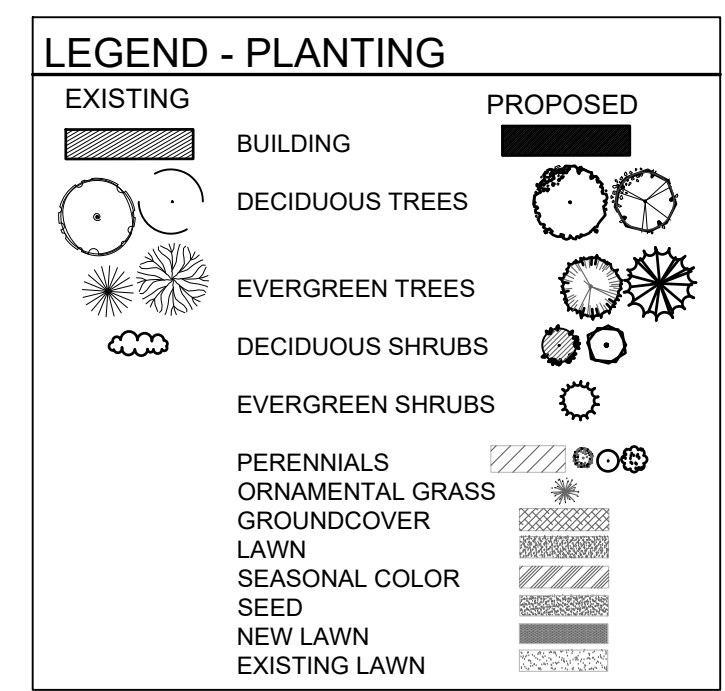 LEGEND - PLANTING
EXISTING
PROPOSED
BUILDING
DECIDUOUS TREES
EVERGREEN TREES
DECIDUOUS SHRUBS
EVERGREEN SHRUBS
PERENNIALS
ORNAMENTAL GRASS
GROUNDCOVER
LAWN
SEASONAL COLOR
SEED
NEW LAWN
EXISTING LAWN